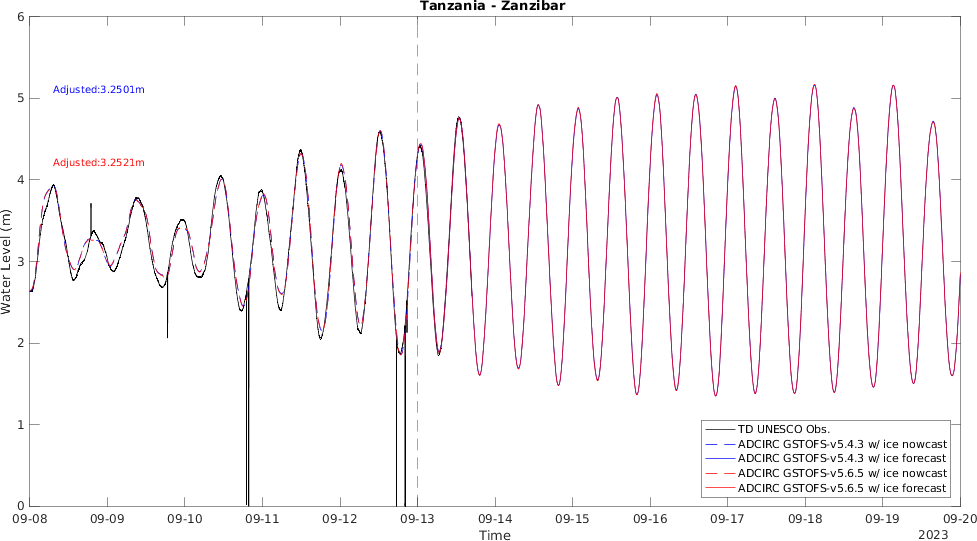 Tanzania - Zanzibar
6
5
4
3
2
1
0
Water Level (m)
Adjusted:3.2501m
Adjusted:3.2521m
TD UNESCO Obs.
ADCIRC GSTOFS-v5.4.3 w/ ice nowcast
ADCIRC GSTOFS-v5.4.3 w/ ice forecast
ADCIRC GSTOFS-v5.6.5 w/ ice nowcast
ADCIRC GSTOFS-v5.6.5 w/ ice forecast
09-08 09-09 09-10 09-11 09-12 09-13 09-14 09-15 09-16 09-17 09-18 09-19 09-20
Time
2023